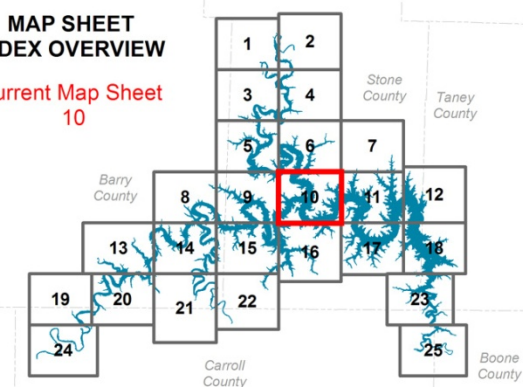 MAP SHEET
DEX OVERVIEW
urrent Map Sheet
10
1
2
3
4
Stone
County
Taney
County
5
6
7
Barry
County
8
9
10
11
12
13
14
15
16
17
18
19
20
21
22
23
24
25
Carroll
County
Boone
County